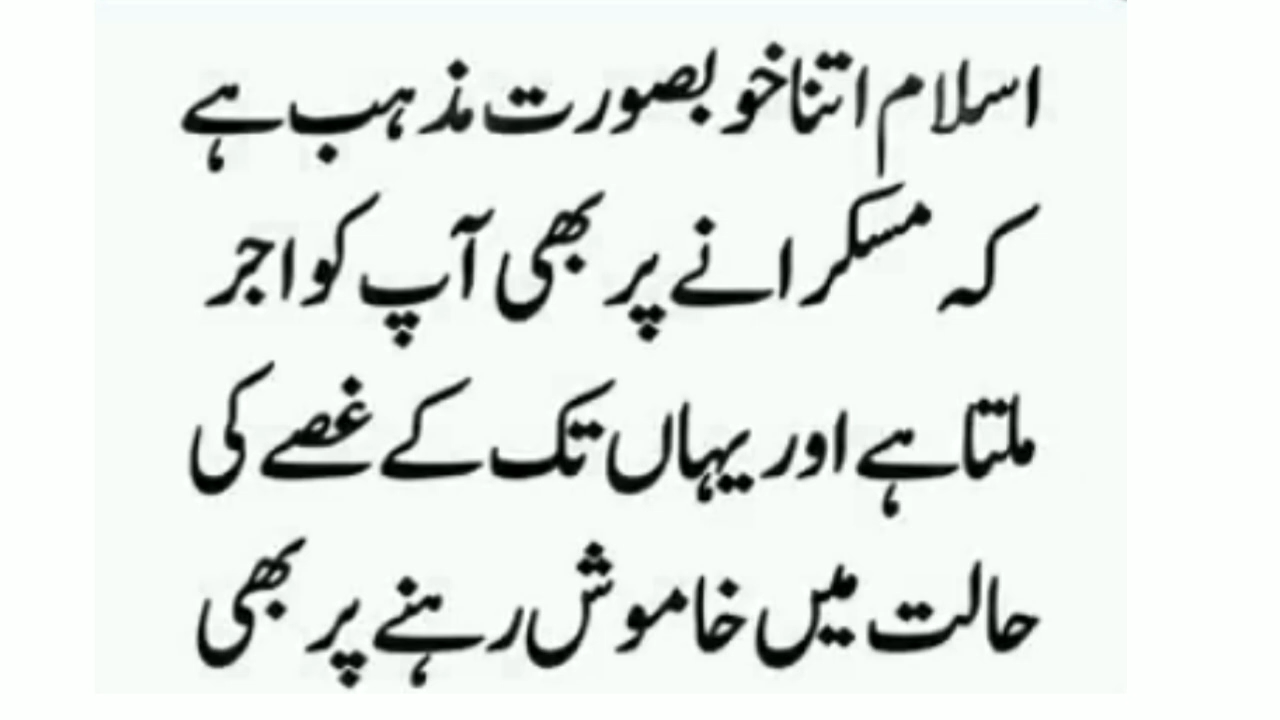 اسلام اتنا خوبصورت مذہب ہے
کہ مسکرانے پر بھی آپ کو اجر
ملتا ہے اور یہاں تک کے غصے کی
حالت میں خاموش رہنے پر بھی